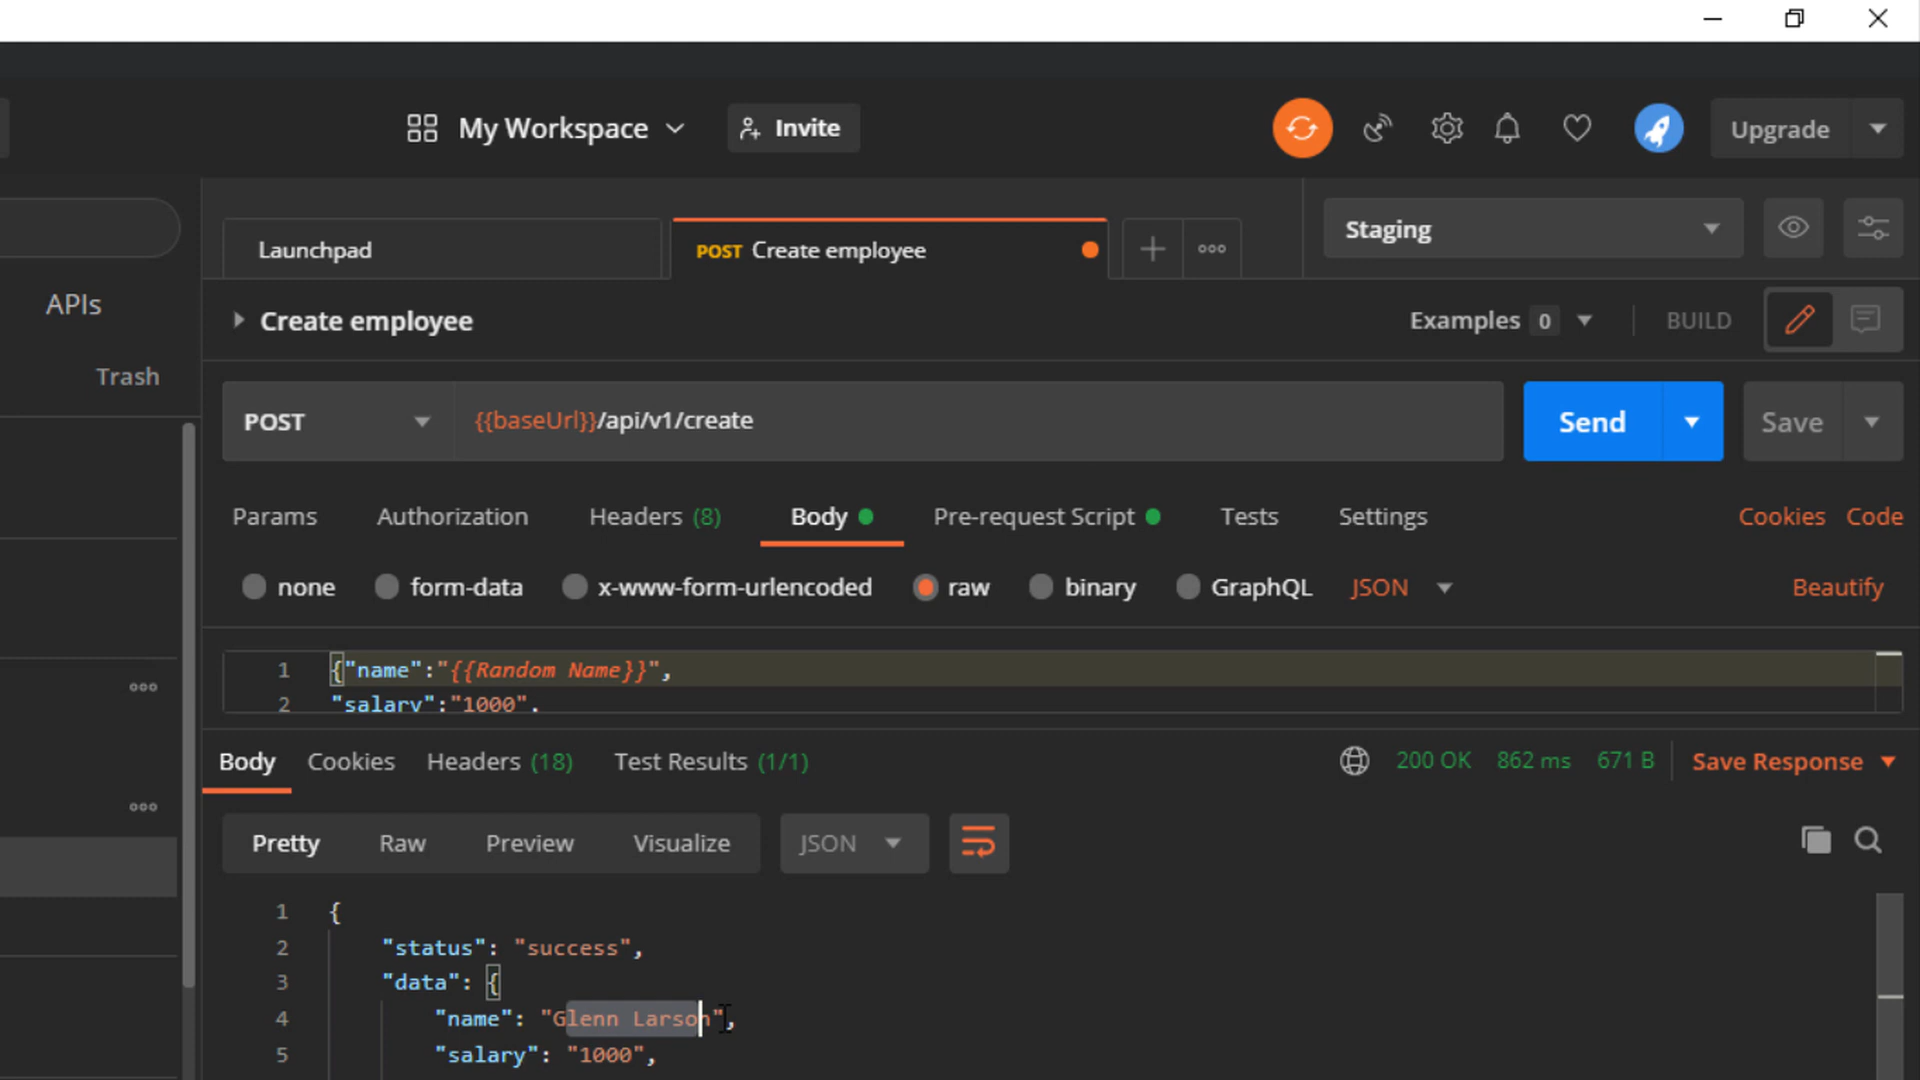 My Workspace Invite Upgrade
Launchpad POST Create employee Staging
APIs
Create employee Examples 0 BUILD
Trash
POST {{baseUrl}}/api/v1/create Send Save
Params Authorization Headers (8) Body Pre-request Script Tests Settings Cookies Code
none form-data x-www-form-urlencoded raw binary GraphQL JSON Beautify
1 {"name":"{{Random Name}}",
2 "salary":"1000",
Body Cookies Headers (18) Test Results (1/1) 200 OK 862 ms 671 B Save Response
Pretty Raw Preview Visualize JSON
1 {
2 "status": "success",
3 "data": {
4 "name": "Glenn Larson",
5 "salary": "1000",